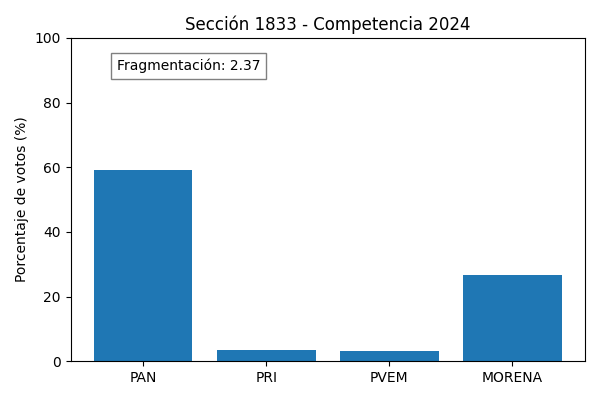 Sección 1833 - Competencia 2024
Fragmentación: 2.37
Porcentaje de votos (%)
100
80
60
40
20
0
PAN PRI PVEM MORENA